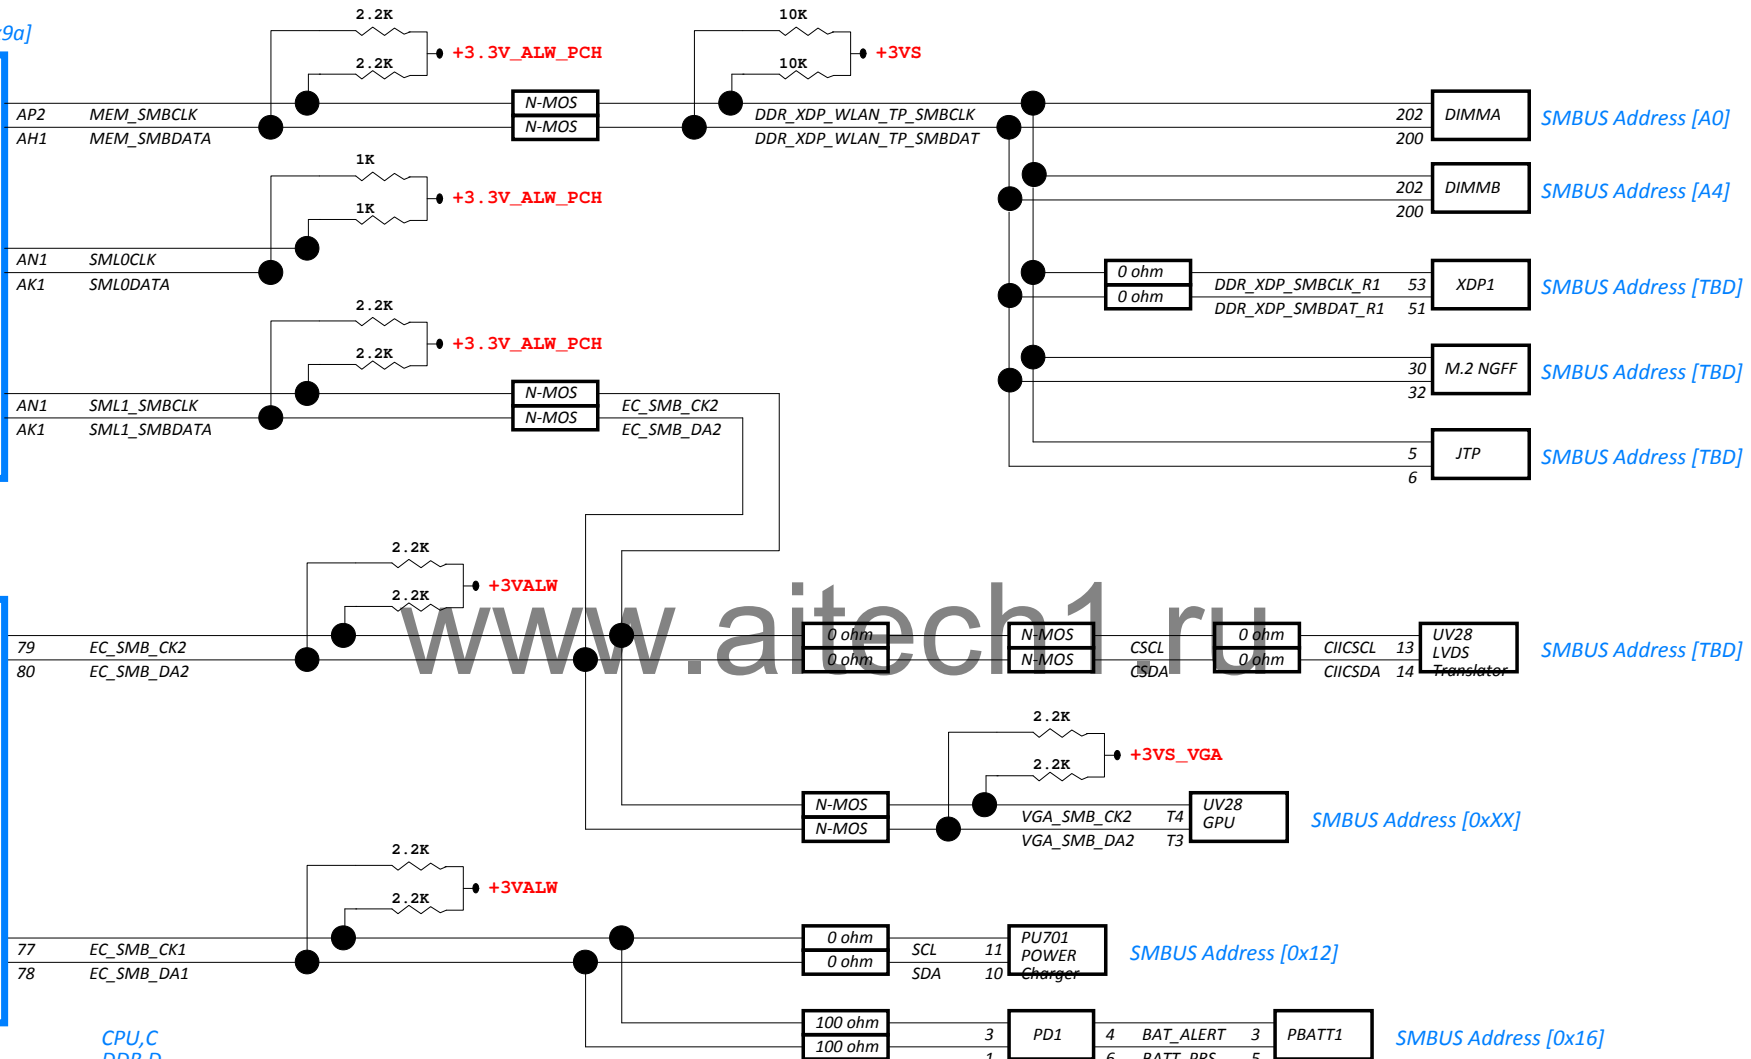 9a]
2.2K
2.2K
+3.3V_ALW_PCH
10K
10K
+3VS
AP2 MEM_SMBCLK
AH1 MEM_SMBDATA
N-MOS
N-MOS
DDR_XDP_WLAN_TP_SMBCLK
DDR_XDP_WLAN_TP_SMBDAT
202
200
DIMMA
SMBUS Address [A0]
1K
1K
+3.3V_ALW_PCH
202
200
DIMMB
SMBUS Address [A4]
AN1 SML0CLK
AK1 SML0DATA
0 ohm
0 ohm
DDR_XDP_SMBCLK_R1 53
DDR_XDP_SMBDAT_R1 51
XDP1
SMBUS Address [TBD]
2.2K
2.2K
+3.3V_ALW_PCH
30
32
M.2 NGFF
SMBUS Address [TBD]
AN1 SML1_SMBCLK
AK1 SML1_SMBDATA
N-MOS
N-MOS
EC_SMB_CK2
EC_SMB_DA2
5
6
JTP
SMBUS Address [TBD]
2.2K
2.2K
+3VALW
www.aitech1.ru
79 EC_SMB_CK2
80 EC_SMB_DA2
0 ohm
0 ohm
N-MOS
N-MOS
CSCL
CSDA
0 ohm
0 ohm
CIICSCL 13
CIICSDA 14
UV28
LVDS
Translator
SMBUS Address [TBD]
2.2K
2.2K
+3VS_VGA
N-MOS
N-MOS
VGA_SMB_CK2 T4
VGA_SMB_DA2 T3
UV28
GPU
SMBUS Address [0xXX]
2.2K
2.2K
+3VALW
77 EC_SMB_CK1
78 EC_SMB_DA1
0 ohm
0 ohm
SCL 11
SDA 10
PU701
POWER
Charger
SMBUS Address [0x12]
100 ohm
100 ohm
3
1
PD1
4 BAT_ALERT 3
6 BATT_PRS 5
PBATT1
SMBUS Address [0x16]
CPU,C
DDR,D